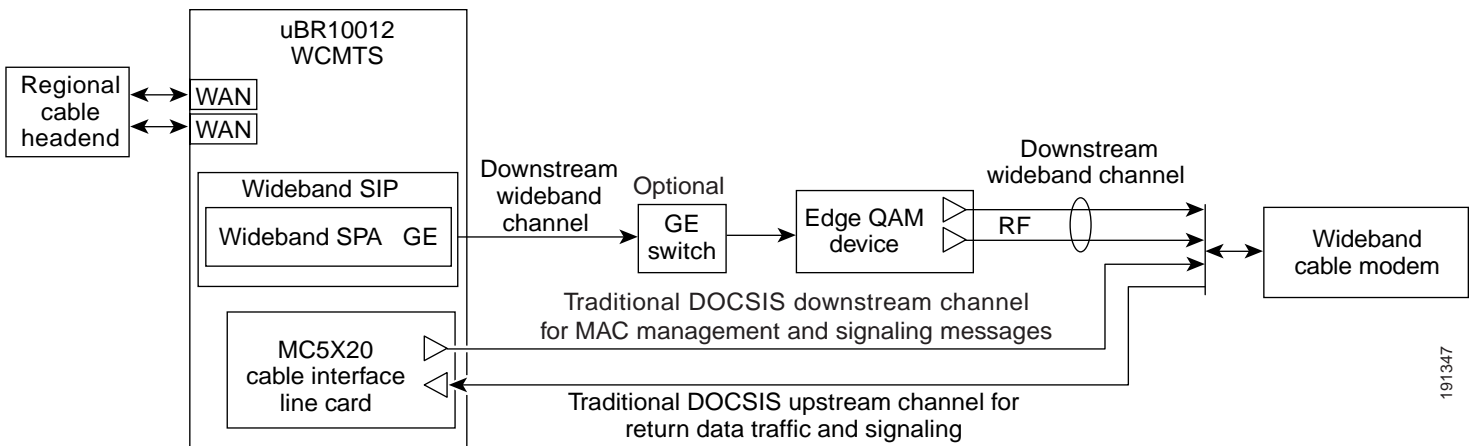 uBR10012
WCMTS
Regional
cable
headend
WAN
WAN
Wideband SIP
Wideband SPA GE
Downstream
wideband
channel
Optional
GE
switch
Edge QAM
device
Downstream
wideband channel
RF
Wideband
cable modem
Traditional DOCSIS downstream channel
for MAC management and signaling messages
MC5X20
cable interface
line card
Traditional DOCSIS upstream channel for
return data traffic and signaling
191347